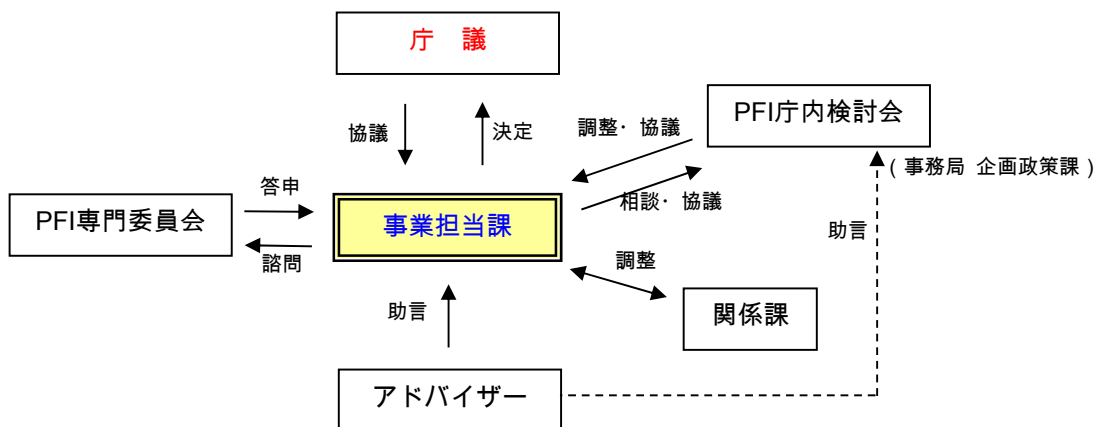 庁　議
協議
決定
調整・協議
PFI庁内検討会
(事務局 企画政策課)
答申
PFI専門委員会
諮問
事業担当課
相談・協議
助言
調整
関係課
助言
アドバイザー